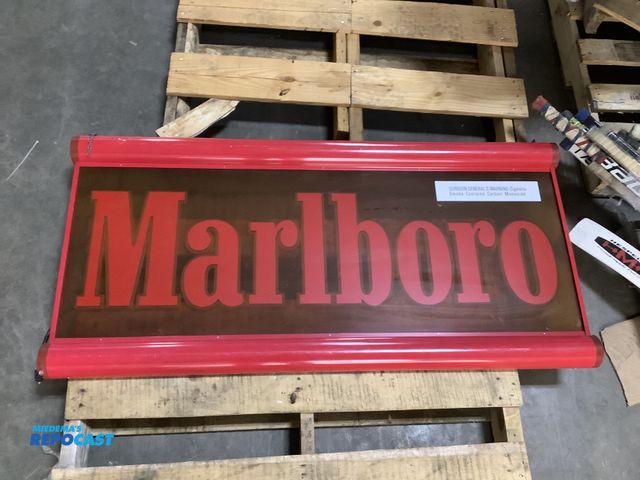 SURGEON GENERAL'S WARNING: Cigarette
Smoke Contains Carbon Monoxide.
Marlboro
MIEDEMA'S
REPOCAST